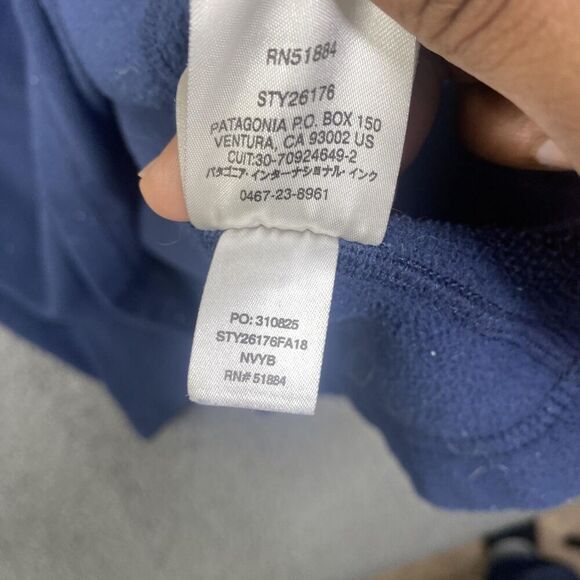 RN51884
STY26176
PATAGONIA P.O. BOX 150
VENTURA, CA 93002 US
CUIT:30-70924649-2
パタゴニア・インターナショナル インク
0467-23-8961
PO: 310825
STY26176FA18
NVYB
RN# 51884